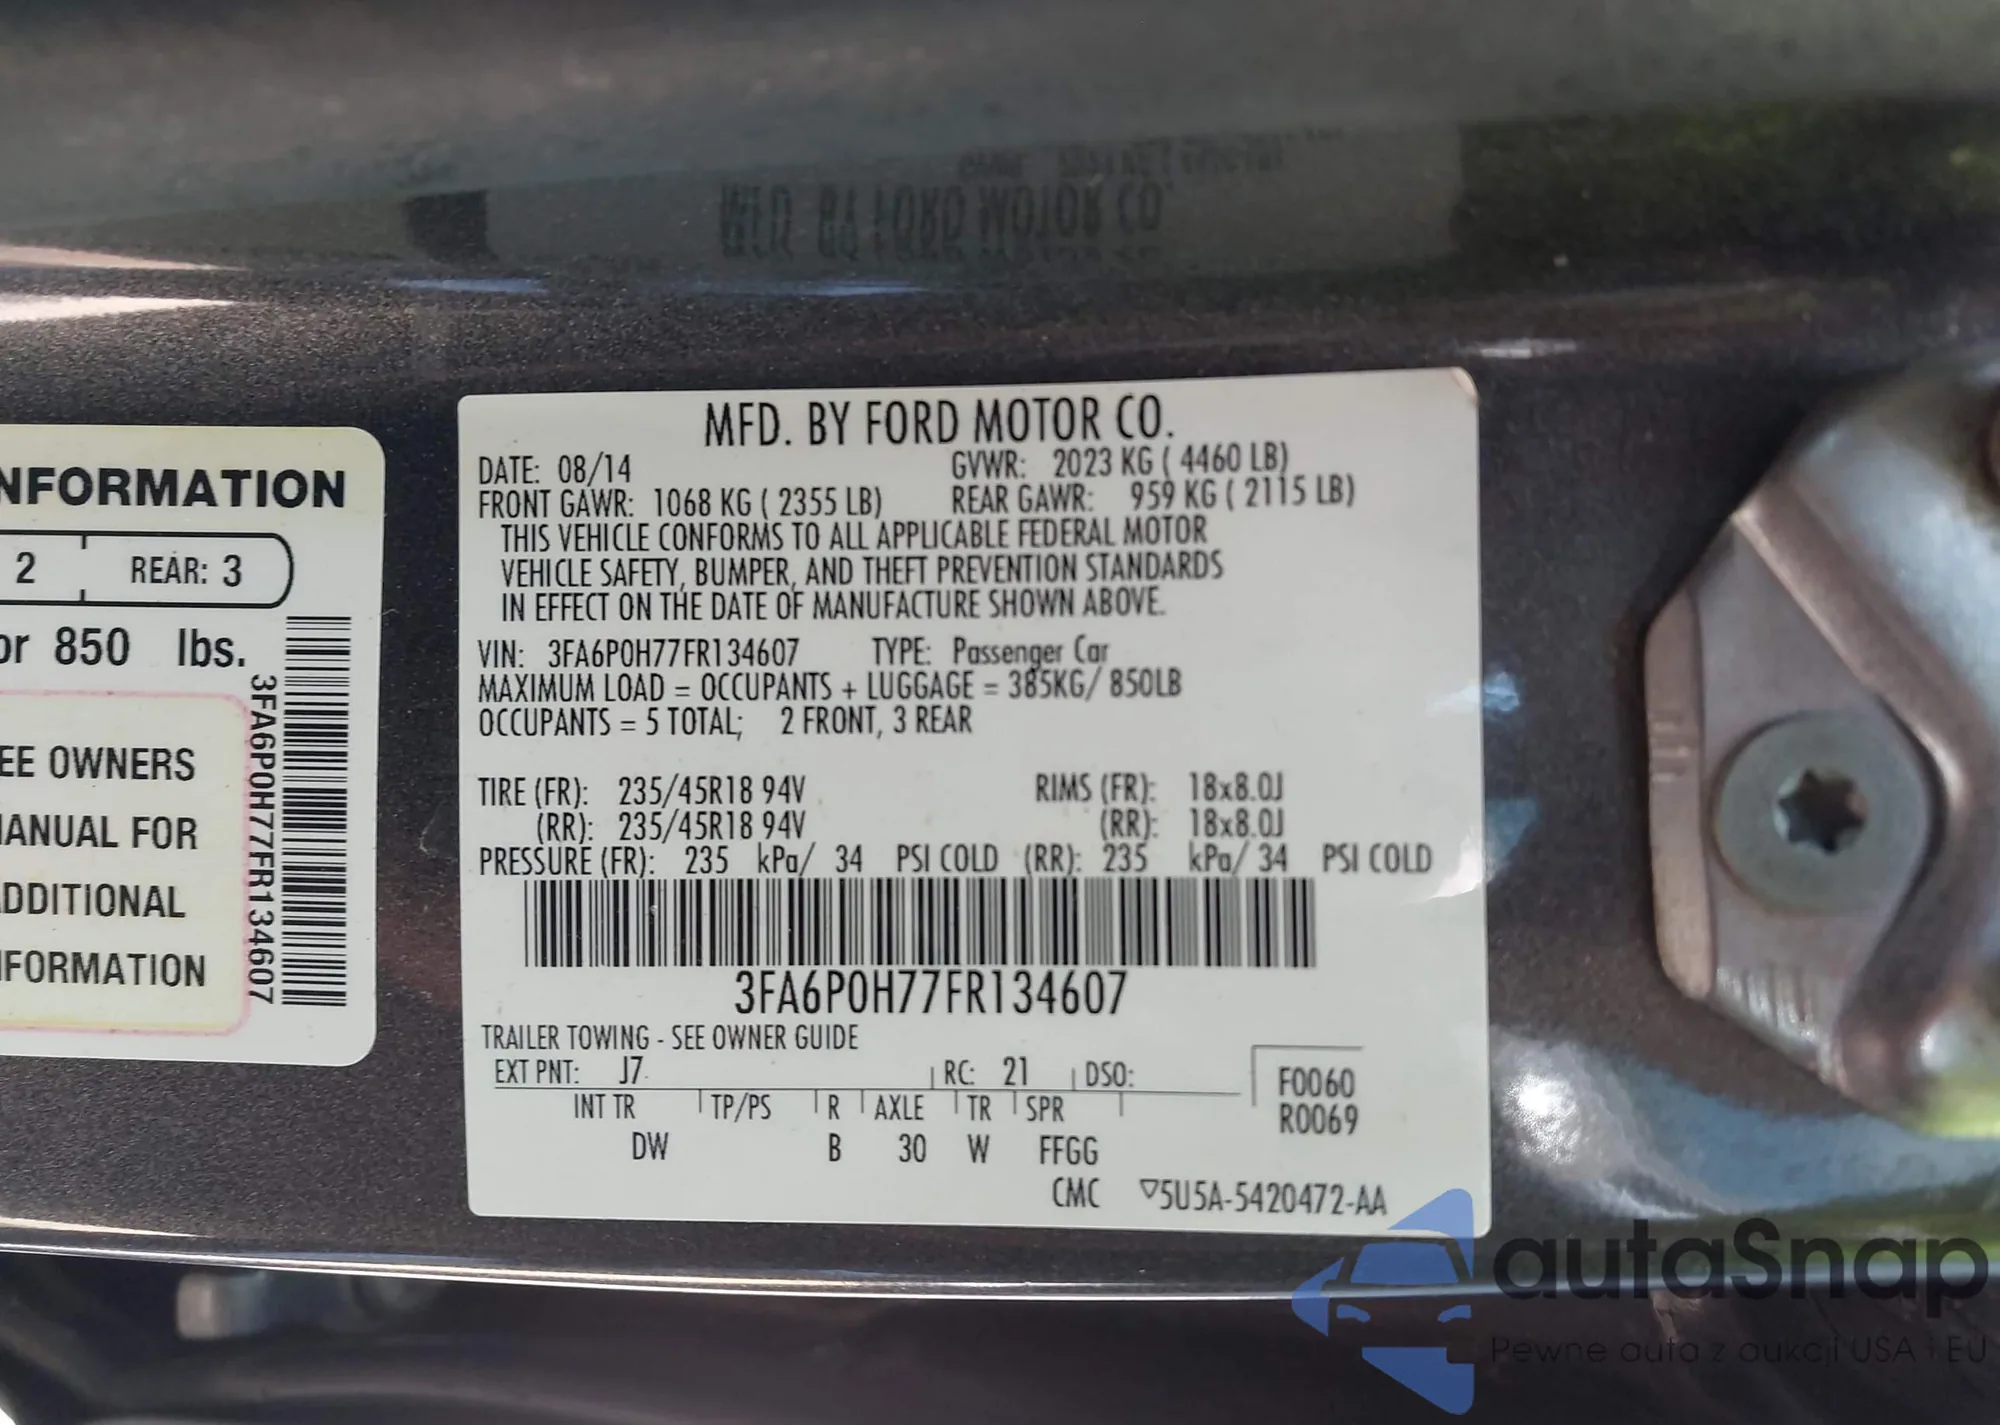 NFORMATION
2 REAR: 3
or 850 lbs.
EE OWNERS
ANUAL FOR
DDITIONAL
FORMATION
3FA6P0H77FR134607
MFD. BY FORD MOTOR CO.
DATE: 08/14 GVWR: 2023 KG ( 4460 LB)
FRONT GAWR: 1068 KG ( 2355 LB) REAR GAWR: 959 KG ( 2115 LB)
THIS VEHICLE CONFORMS TO ALL APPLICABLE FEDERAL MOTOR
VEHICLE SAFETY, BUMPER, AND THEFT PREVENTION STANDARDS
IN EFFECT ON THE DATE OF MANUFACTURE SHOWN ABOVE.
VIN: 3FA6P0H77FR134607 TYPE: Passenger Car
MAXIMUM LOAD = OCCUPANTS + LUGGAGE = 385KG/ 850LB
OCCUPANTS = 5 TOTAL; 2 FRONT, 3 REAR
TIRE (FR): 235/45R18 94V RIMS (FR): 18x8.0J
(RR): 235/45R18 94V (RR): 18x8.0J
PRESSURE (FR): 235 kPa/ 34 PSI COLD (RR): 235 kPa/ 34 PSI COLD
3FA6P0H77FR134607
TRAILER TOWING - SEE OWNER GUIDE
EXT PNT: J7 RC: 21 DSO:
F0060
R0069
INT TR TP/PS R AXLE TR SPR
DW B 30 W FFGG
CMC ▽5U5A-5420472-AA
autaSnap
Pewne auta z aukcji USA i EU